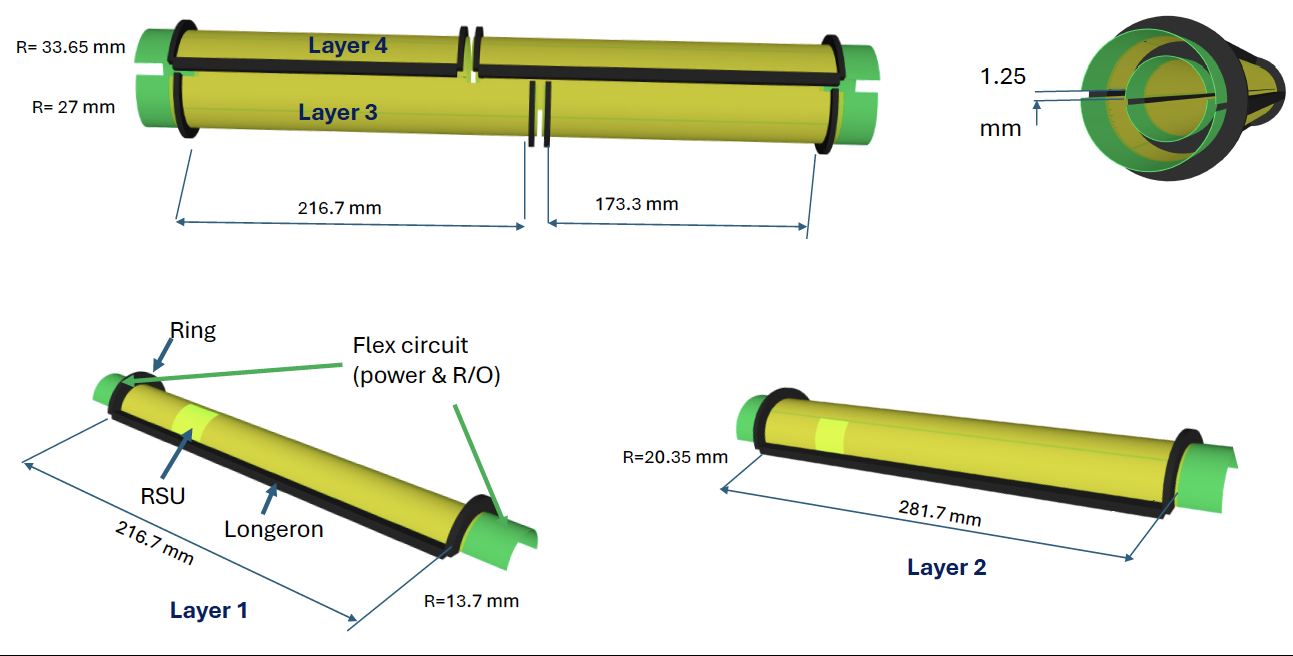 R= 33.65 mm
Layer 4
R= 27 mm
Layer 3
216.7 mm
173.3 mm
1.25
mm
Ring
Flex circuit
(power & R/O)
RSU
Longeron
216.7 mm
Layer 1
R=13.7 mm
R=20.35 mm
281.7 mm
Layer 2